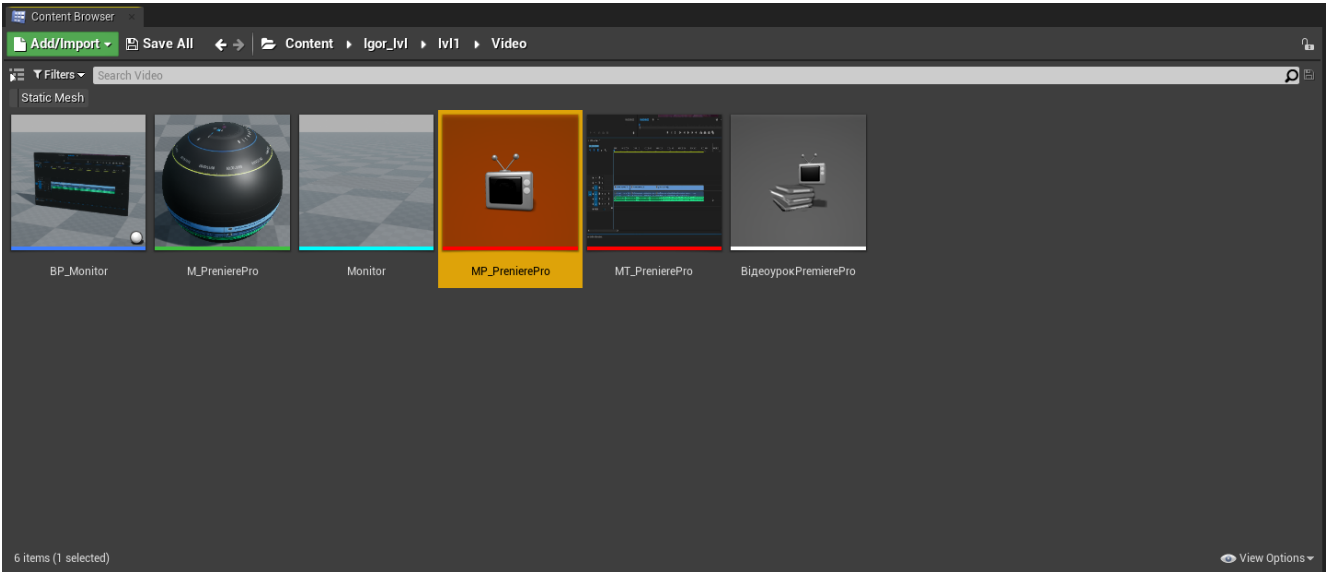 Content Browser
Add/Import Save All Content Igor_lvl lvl1 Video
Filters Search Video
Static Mesh
BP_Monitor M_PrenierePro Monitor MP_PrenierePro MT_PrenierePro ВідеоурокPremierePro
6 items (1 selected) View Options